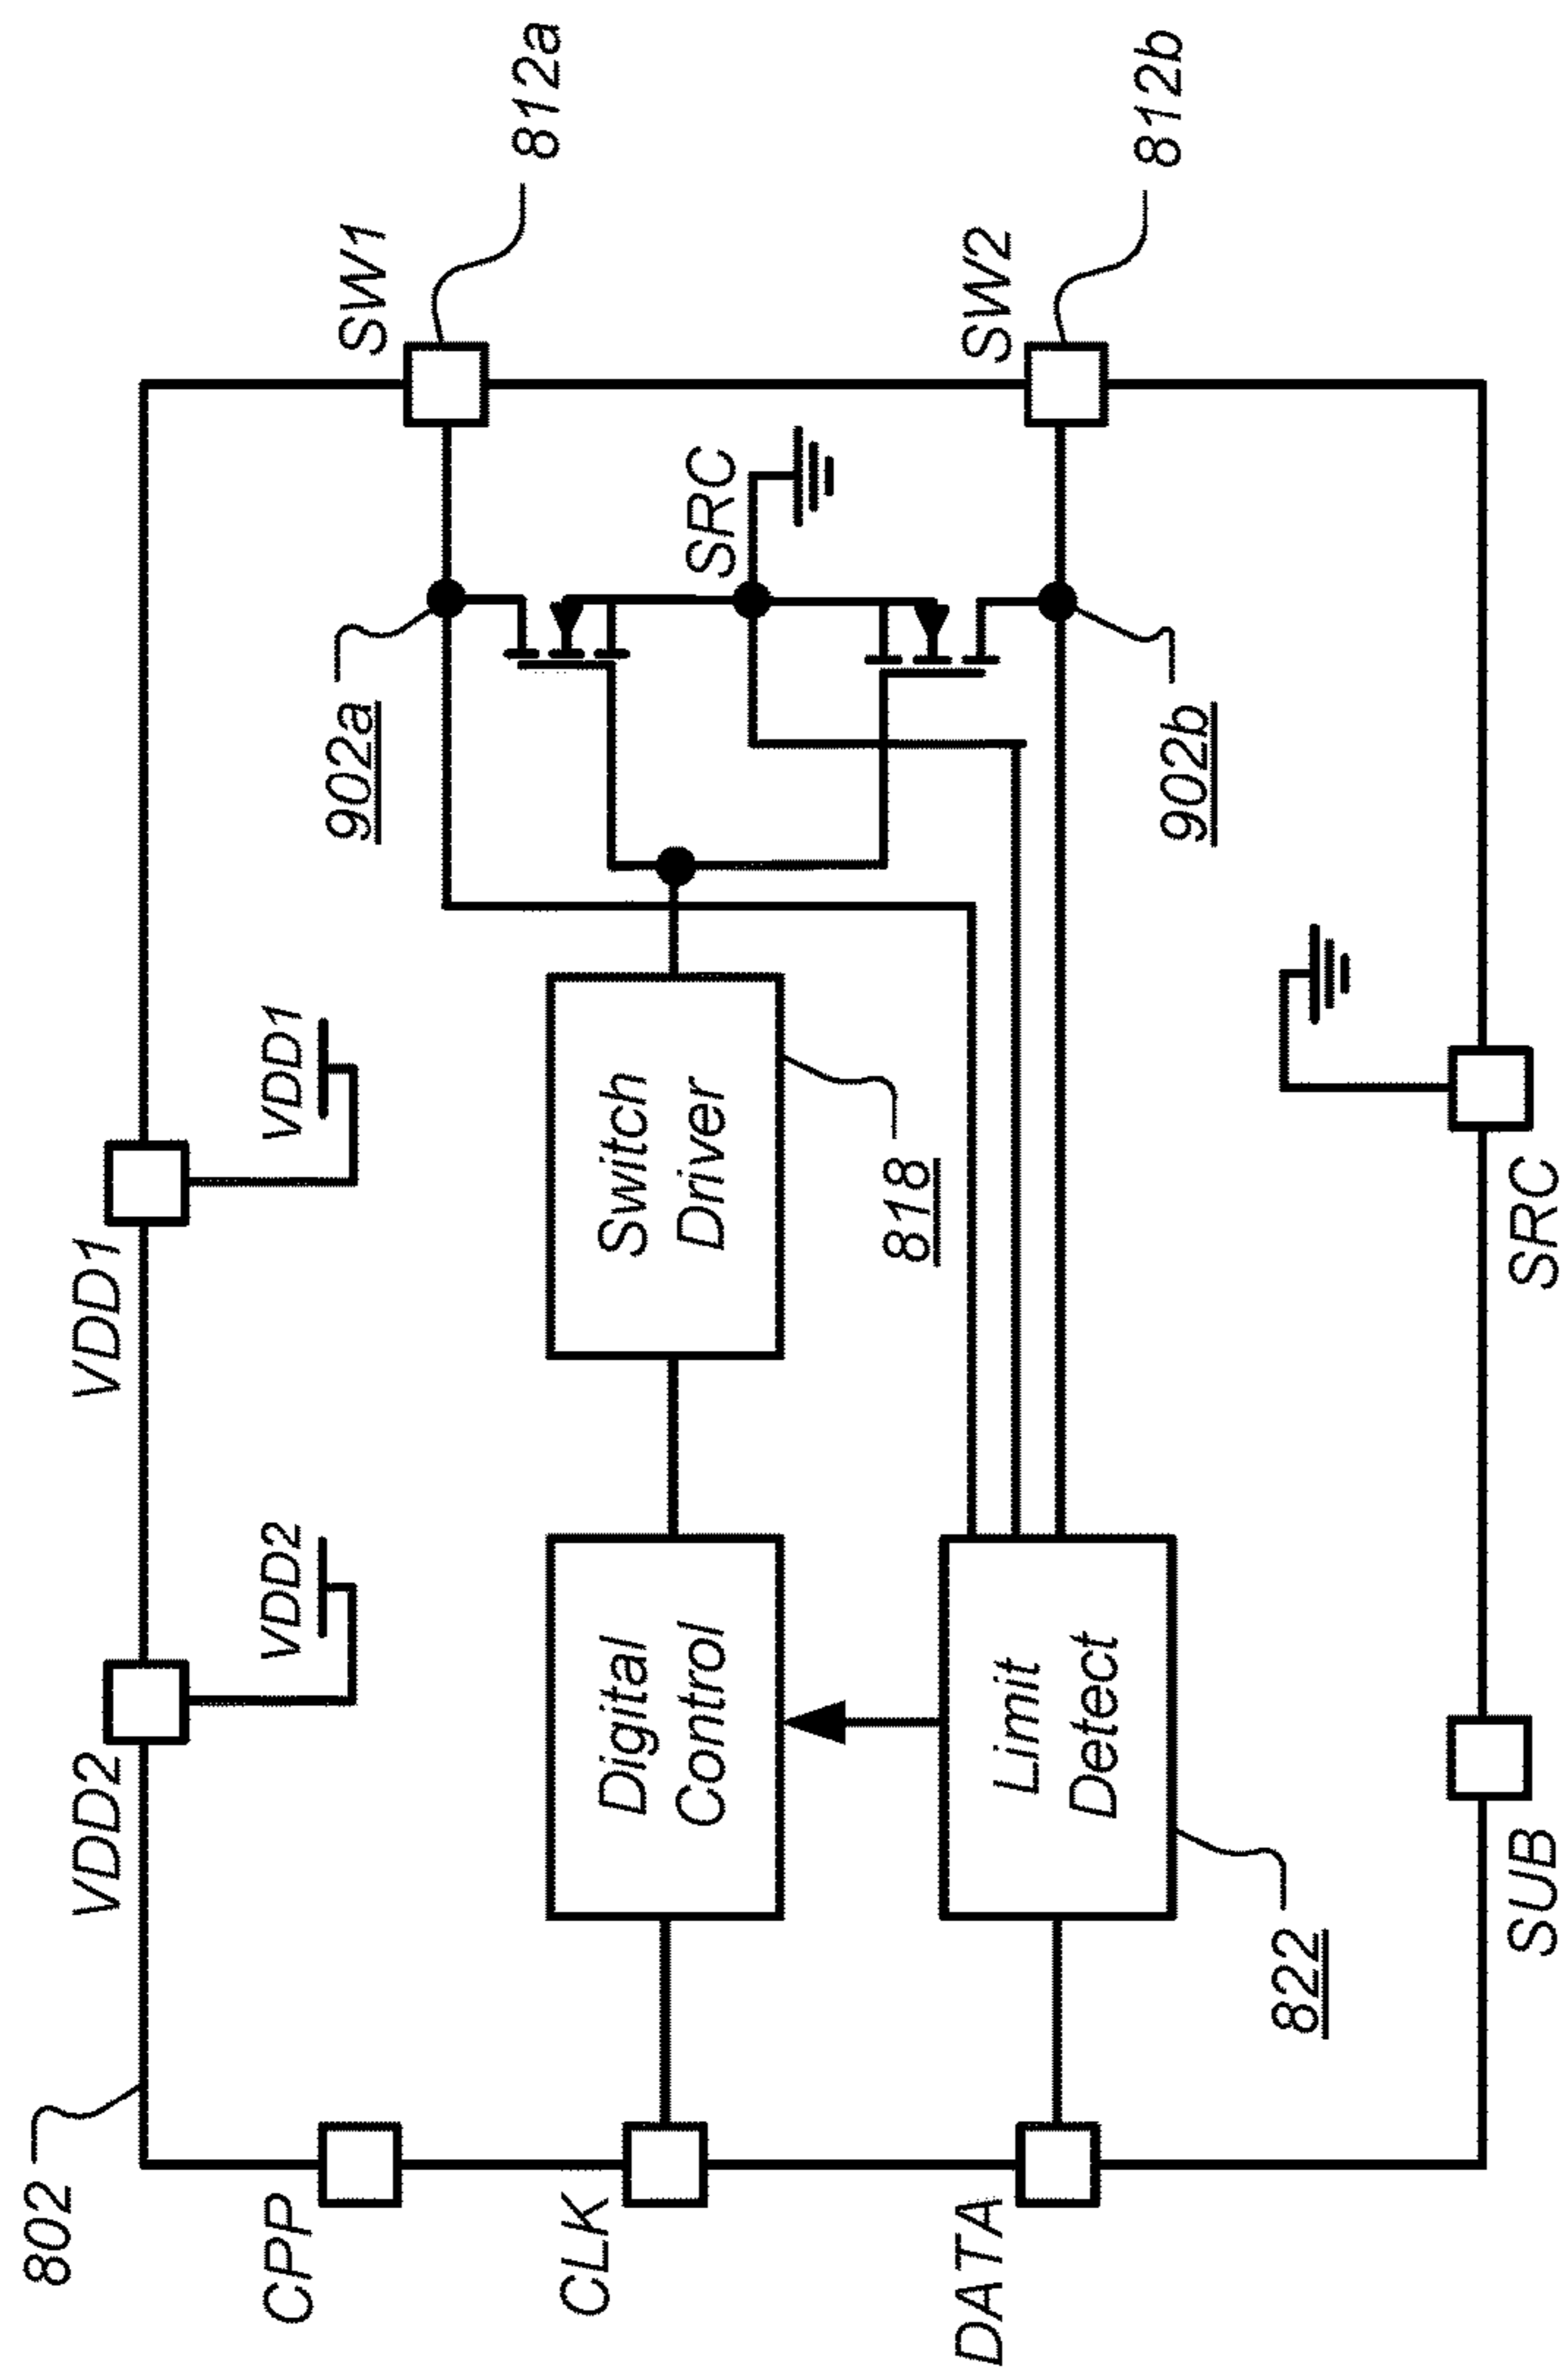 802
VDD2
VDD1
VDD2
VDD1
CPP
CLK
DATA
Digital
Control
Switch
Driver
818
Limit
Detect
822
902a
902b
SRC
SW1
812a
SW2
812b
SUB
SRC